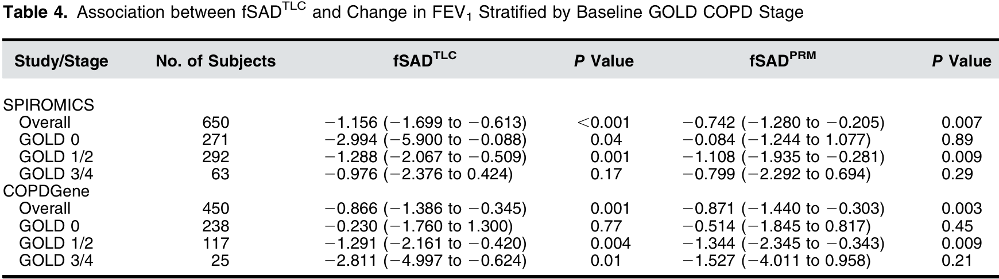 Table 4. Association between fSADTLC and Change in FEV1 Stratified by Baseline GOLD COPD Stage
Study/Stage No. of Subjects fSADTLC P Value fSADPRM P Value
SPIROMICS
Overall 650 −1.156 (−1.699 to −0.613) <0.001 −0.742 (−1.280 to −0.205) 0.007
GOLD 0 271 −2.994 (−5.900 to −0.088) 0.04 −0.084 (−1.244 to 1.077) 0.89
GOLD 1/2 292 −1.288 (−2.067 to −0.509) 0.001 −1.108 (−1.935 to −0.281) 0.009
GOLD 3/4 63 −0.976 (−2.376 to 0.424) 0.17 −0.799 (−2.292 to 0.694) 0.29
COPDGene
Overall 450 −0.866 (−1.386 to −0.345) 0.001 −0.871 (−1.440 to −0.303) 0.003
GOLD 0 238 −0.230 (−1.760 to 1.300) 0.77 −0.514 (−1.845 to 0.817) 0.45
GOLD 1/2 117 −1.291 (−2.161 to −0.420) 0.004 −1.344 (−2.345 to −0.343) 0.009
GOLD 3/4 25 −2.811 (−4.997 to −0.624) 0.01 −1.527 (−4.011 to 0.958) 0.21